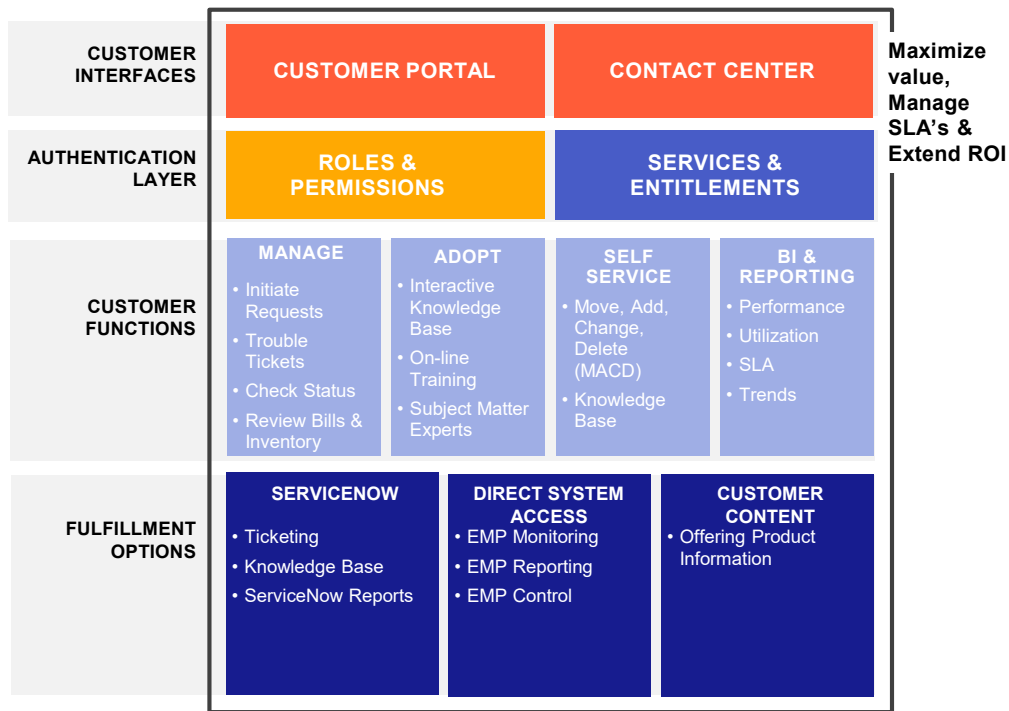 CUSTOMER
INTERFACES
CUSTOMER PORTAL
CONTACT CENTER
Maximize
value,
Manage
SLA's &
Extend ROI
AUTHENTICATION
LAYER
ROLES &
PERMISSIONS
SERVICES &
ENTITLEMENTS
CUSTOMER
FUNCTIONS
MANAGE
• Initiate
Requests
• Trouble
Tickets
• Check Status
• Review Bills &
Inventory
ADOPT
• Interactive
Knowledge
Base
• On-line
Training
• Subject Matter
Experts
SELF
SERVICE
• Move, Add,
Change,
Delete
(MACD)
• Knowledge
Base
BI &
REPORTING
• Performance
• Utilization
• SLA
• Trends
FULFILLMENT
OPTIONS
SERVICENOW
• Ticketing
• Knowledge Base
• ServiceNow Reports
DIRECT SYSTEM
ACCESS
• EMP Monitoring
• EMP Reporting
• EMP Control
CUSTOMER
CONTENT
• Offering Product
Information